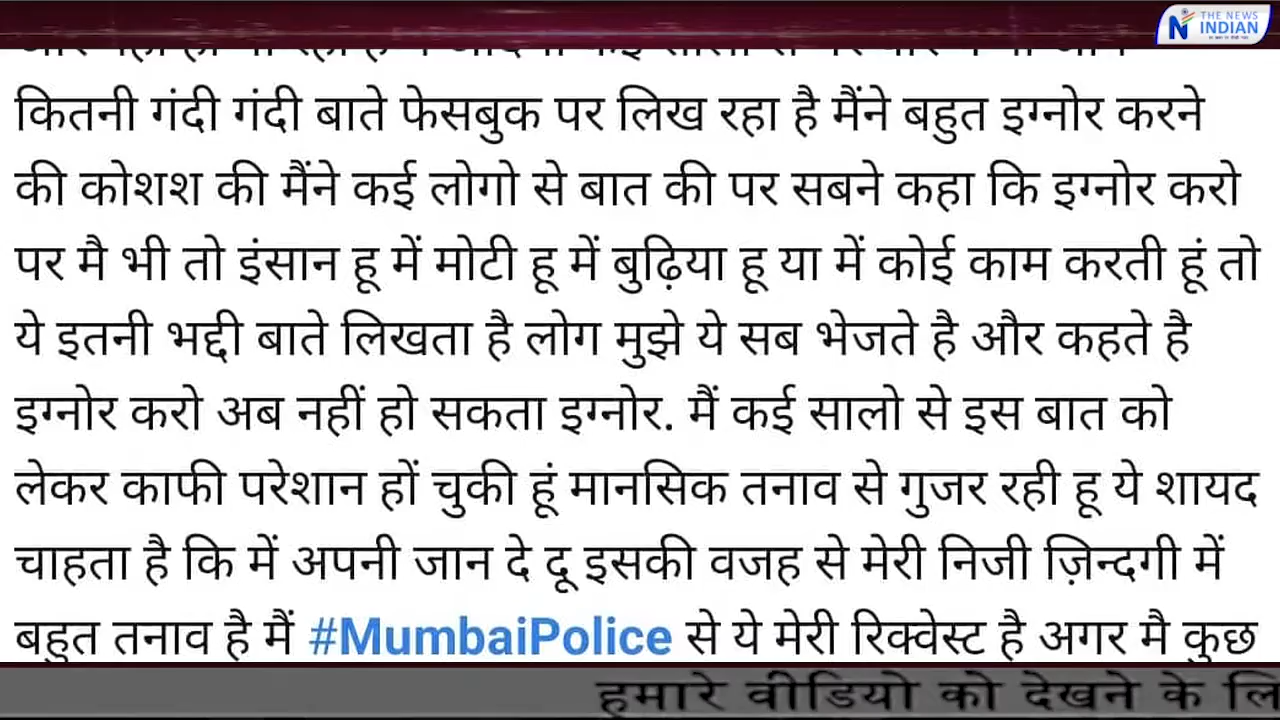 THE NEWS
INDIAN
कितनी गंदी गंदी बाते फेसबुक पर लिख रहा है मैंने बहुत इग्नोर करने
की कोशश की मैंने कई लोगो से बात की पर सबने कहा कि इग्नोर करो
पर मै भी तो इंसान हू में मोटी हू में बुढ़िया हू या में कोई काम करती हूं तो
ये इतनी भद्दी बाते लिखता है लोग मुझे ये सब भेजते है और कहते है
इग्नोर करो अब नहीं हो सकता इग्नोर. मैं कई सालो से इस बात को
लेकर काफी परेशान हों चुकी हूं मानसिक तनाव से गुजर रही हू ये शायद
चाहता है कि में अपनी जान दे दू इसकी वजह से मेरी निजी ज़िन्दगी में
बहुत तनाव है मैं #MumbaiPolice से ये मेरी रिक्वेस्ट है अगर मै कुछ
हमारे वीडियो को देखने के लि